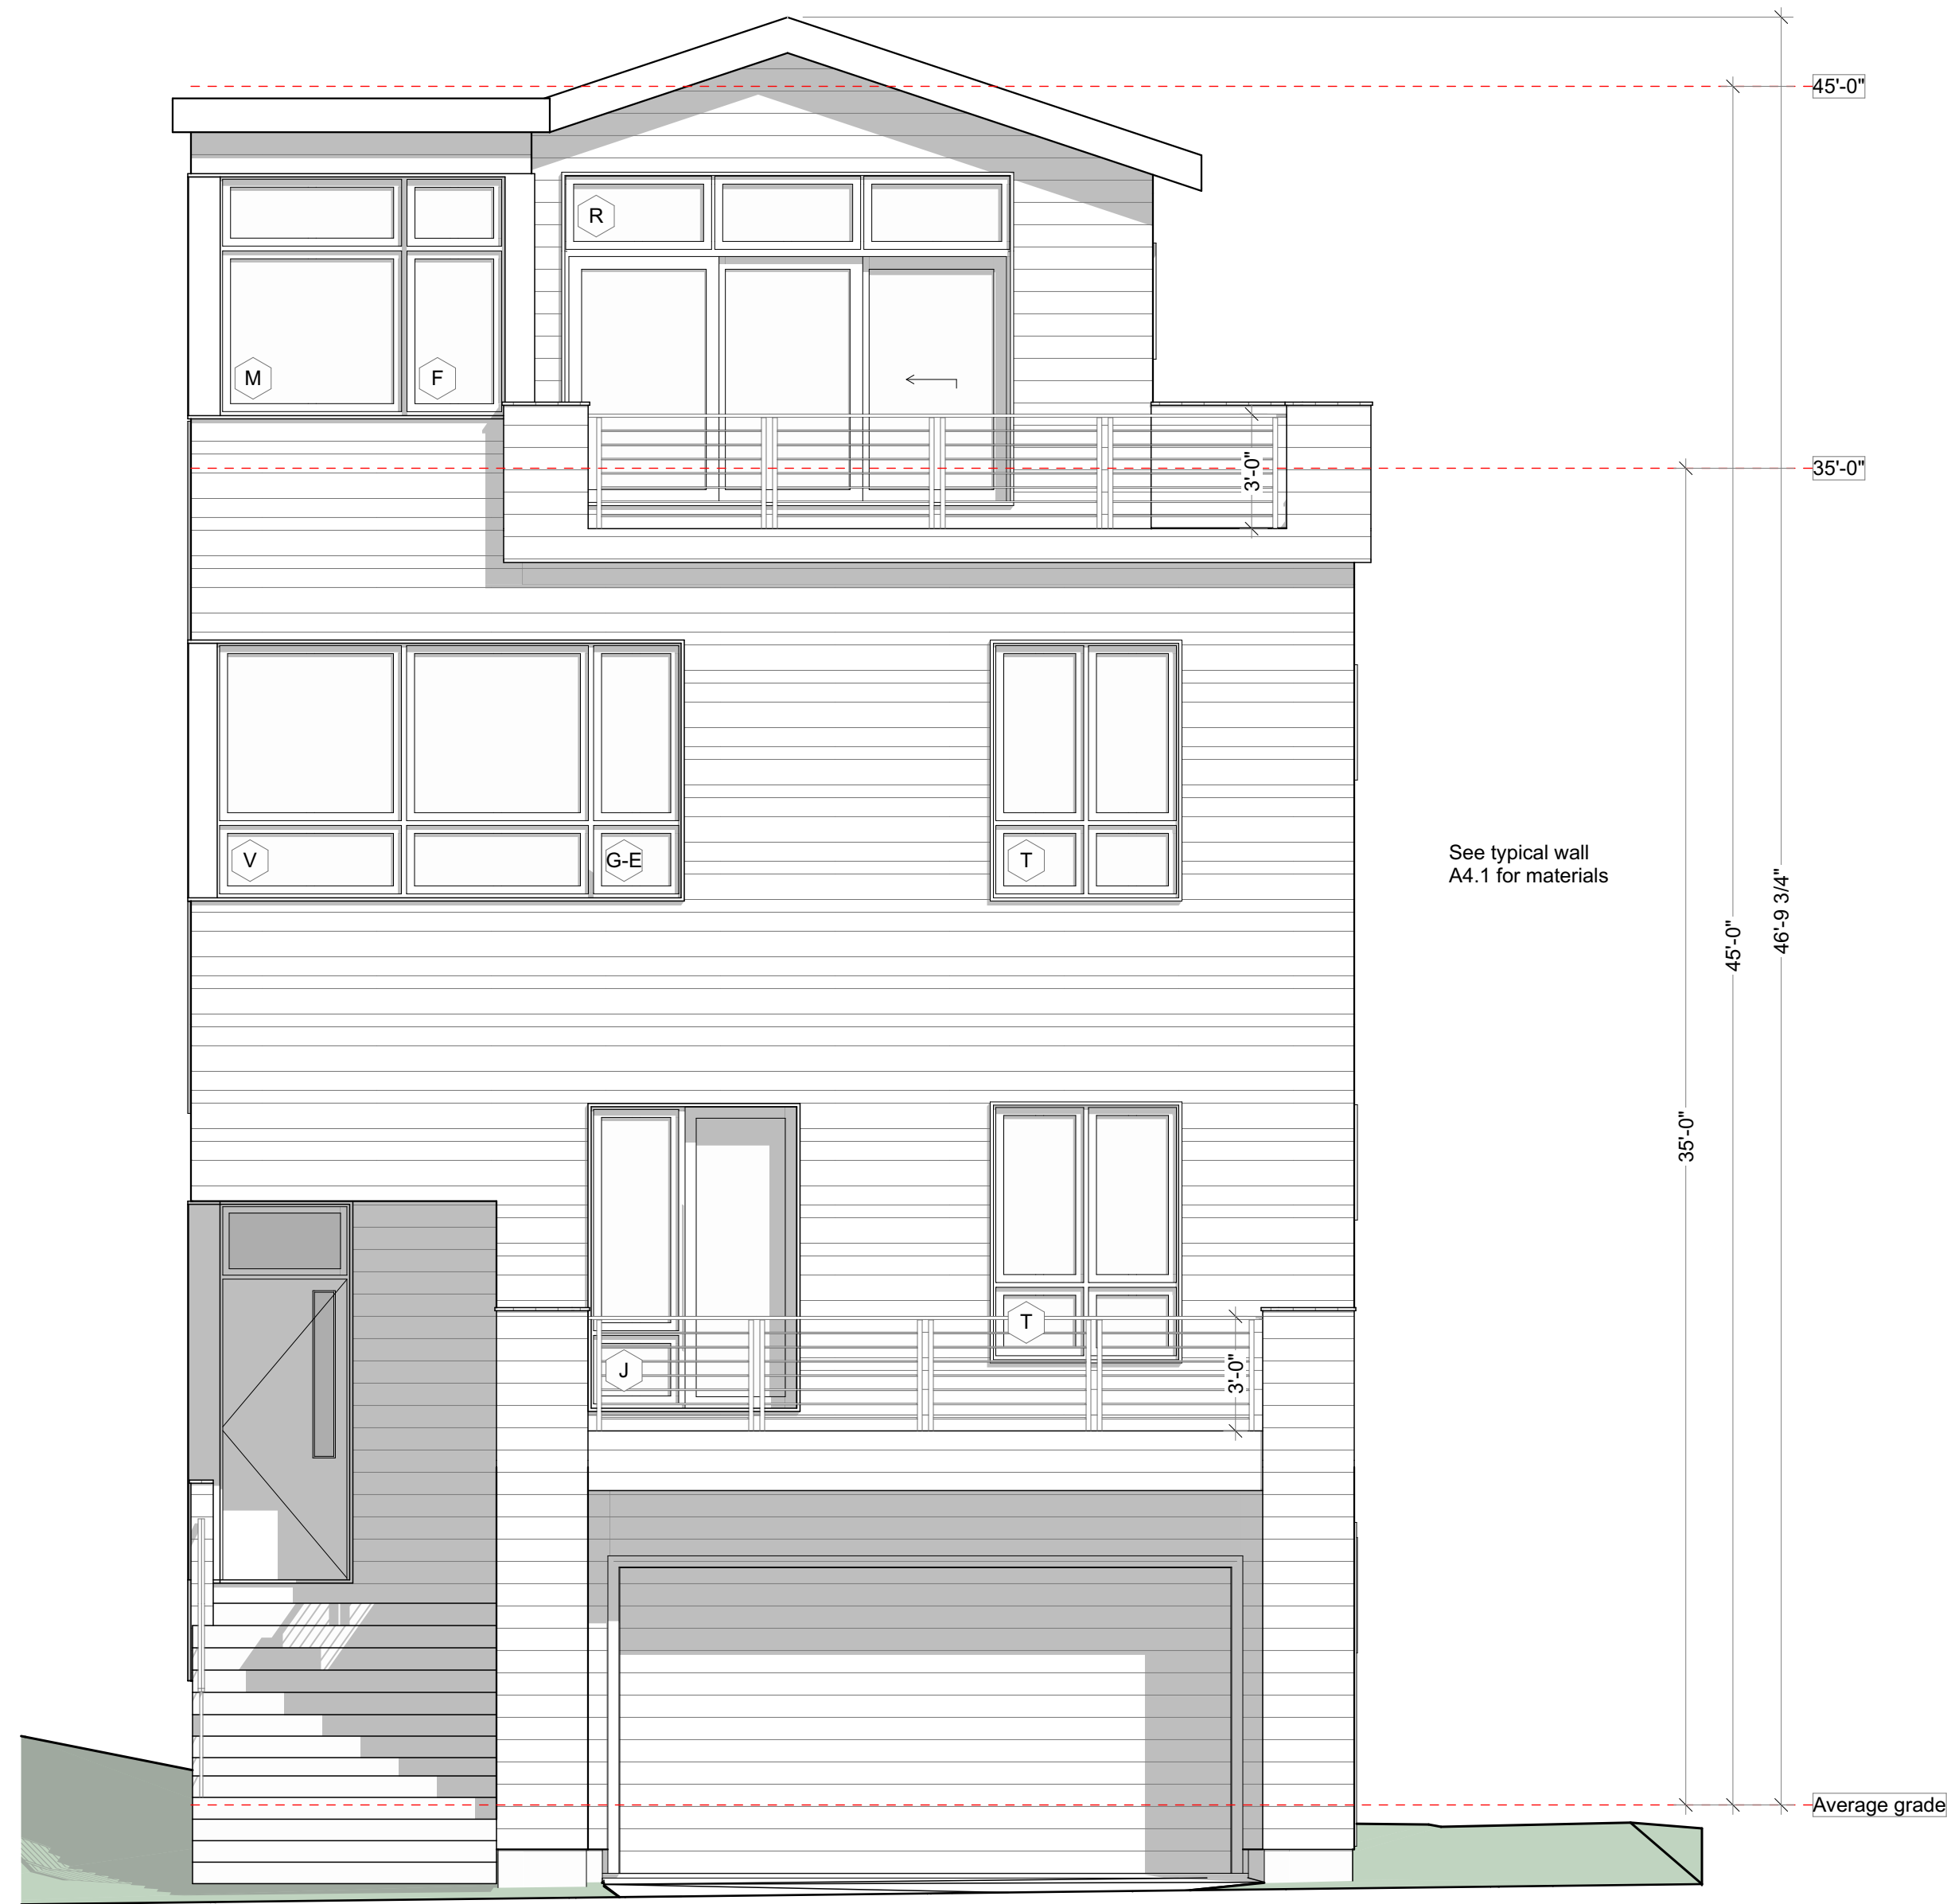 45'-0"
R
M
F
35'-0"
3'-0"
V
G-E
T
See typical wall
A4.1 for materials
46'-9 3/4"
45'-0"
35'-0"
T
J
3'-0"
Average grade